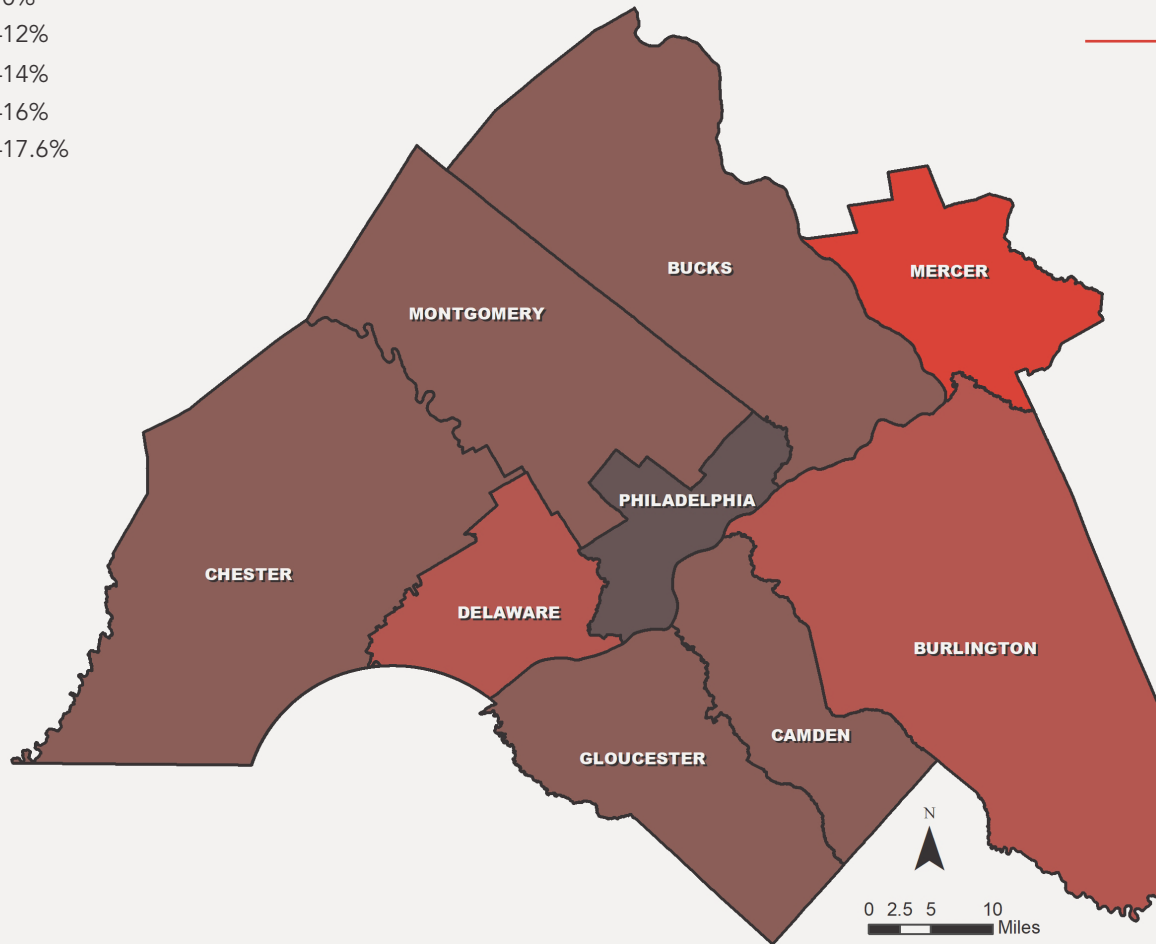 -12%
-14%
-16%
-17.6%
BUCKS
MERCER
MONTGOMERY
PHILADELPHIA
CHESTER
DELAWARE
BURLINGTON
CAMDEN
GLOUCESTER
N
0 2.5 5 10
Miles